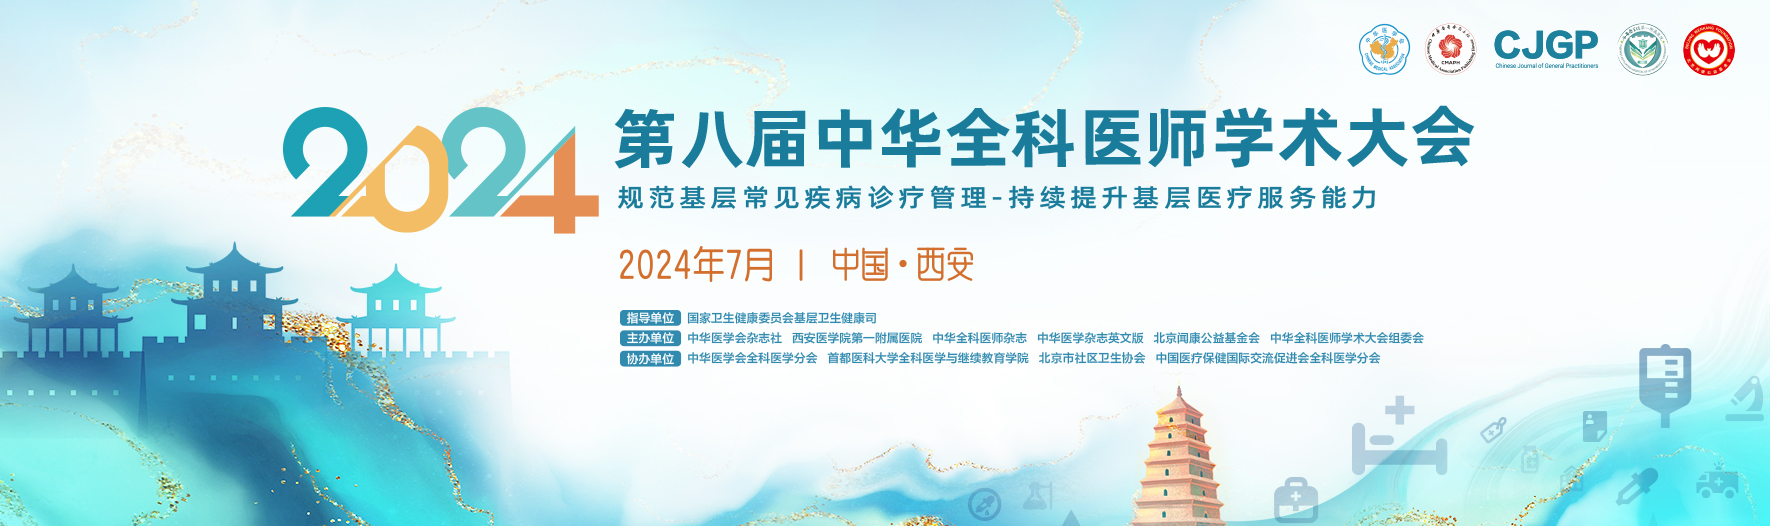 CJGP
Chinese Journal of General Practitioners
CMAPH
2024
第八届中华全科医师学术大会
规范基层常见疾病诊疗管理-持续提升基层医疗服务能力
2024年7月 | 中国·西安
指导单位 国家卫生健康委员会基层卫生健康司
主办单位 中华医学会杂志社 西安医学院第一附属医院 中华全科医师杂志 中华医学杂志英文版 北京闻康公益基金会 中华全科医师学术大会组委会
协办单位 中华医学会全科医学分会 首都医科大学全科医学与继续教育学院 北京市社区卫生协会 中国医疗保健国际交流促进会全科医学分会